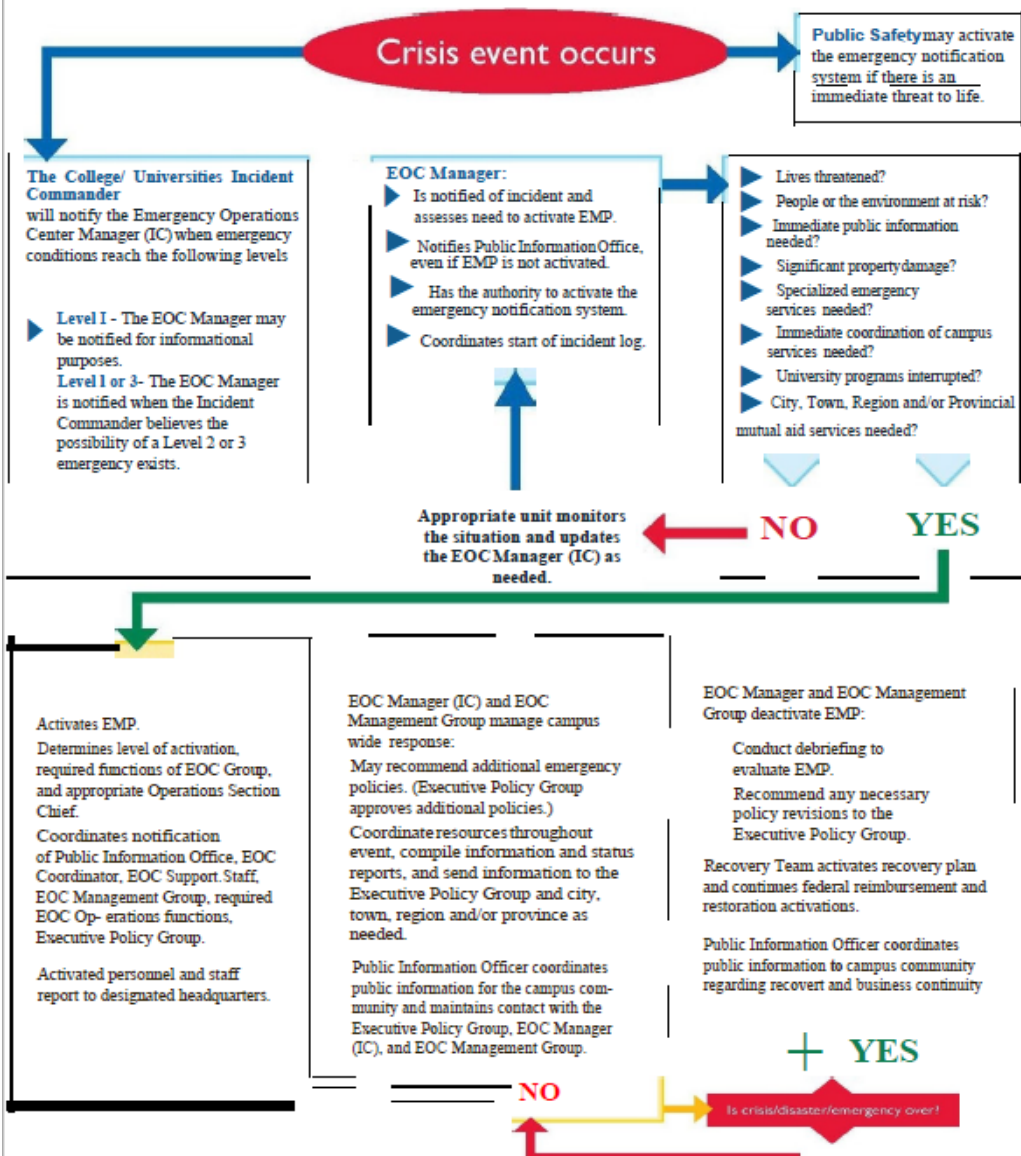 Crisis event occurs
Public Safetymay activate
the emergency notification
system if there is an
immediate threat to life.
The College/ Universities Incident
Commander
will notify the Emergency Operations
Center Manager (IC) when emergency
conditions reach the following levels
Level I - The EOC Manager may
be notified for informational
purposes.
Level l or 3- The EOC Manager
is notified when the Incident
Commander believes the
possibility of a Level 2 or 3
emergency exists.
EOC Manager:
Is notified of incident and
assesses need to activate EMP.
Notifies Public Information Office,
even if EMP is not activated.
Has the authority to activate the
emergency notification system.
Coordinates start of incident log.
Lives threatened?
People or the environment at risk?
Immediate public information
needed?
Significant property damage?
Specialized emergency
services needed?
Immediate coordination of campus
services needed?
University programs interrupted?
City, Town, Region and/or Provincial
mutual aid services needed?
NO
YES
Appropriate unit monitors
the situation and updates
the EOC Manager (IC) as
needed.
Activates EMP.
Determines level of activation,
required functions of EOC Group,
and appropriate Operations Section
Chief.
Coordinates notification
of Public Information Office, EOC
Coordinator, EOC Support.Staff,
EOC Management Group, required
EOC Op- erations functions,
Executive Policy Group.
Activated personnel and staff
report to designated headquarters.
EOC Manager (IC) and EOC
Management Group manage campus
wide response:
May recommend additional emergency
policies. (Executive Policy Group
approves additional policies.)
Coordinate resources throughout
event, compile information and status
reports, and send information to the
Executive Policy Group and city,
town, region and/or province as
needed.
Public Information Officer coordinates
public information for the campus com-
munity and maintains contact with the
Executive Policy Group, EOC Manager
(IC), and EOC Management Group.
EOC Manager and EOC Management
Group deactivate EMP:
Conduct debriefing to
evaluate EMP.
Recommend any necessary
policy revisions to the
Executive Policy Group.
Recovery Team activates recovery plan
and continues federal reimbursement and
restoration activations.
Public Information Officer coordinates
public information to campus community
regarding recovert and business continuity
YES
NO
Is crisis/disaster/emergency over?